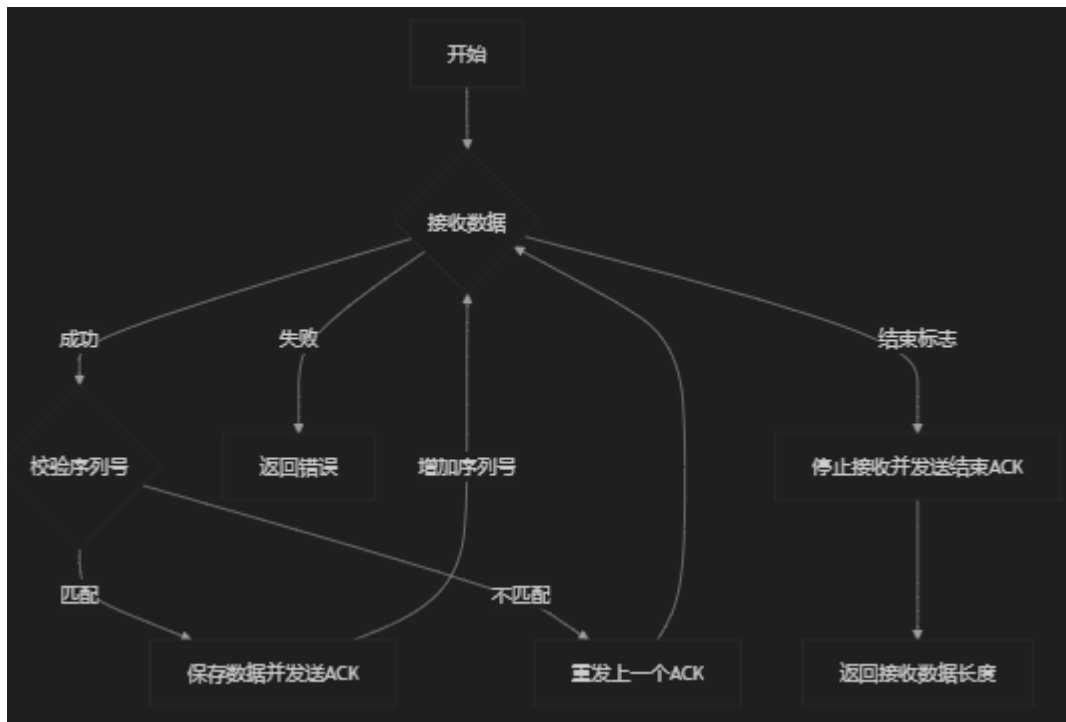 开始
接收数据
成功
失败
结束标志
校验序列号
返回错误
增加序列号
停止接收并发送结束ACK
匹配
不匹配
保存数据并发送ACK
重发上一个ACK
返回接收数据长度